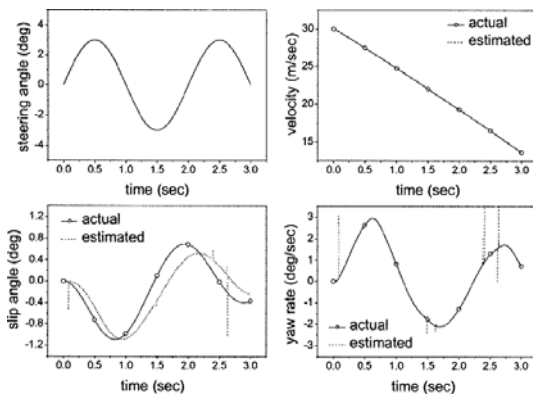 steering angle (deg)
4
2
0
-2
-4
0.0 0.5 1.0 1.5 2.0 2.5 3.0
time (sec)
velocity (m/sec)
30
25
20
15
actual
estimated
0.0 0.5 1.0 1.5 2.0 2.5 3.0
time (sec)
slip angle (deg)
1.2
0.8
0.4
0.0
-0.4
-0.8
-1.2
actual
estimated
0.0 0.5 1.0 1.5 2.0 2.5 3.0
time (sec)
yaw rate (deg/sec)
3
2
1
0
-1
-2
-3
actual
estimated
0.0 0.5 1.0 1.5 2.0 2.5 3.0
time (sec)